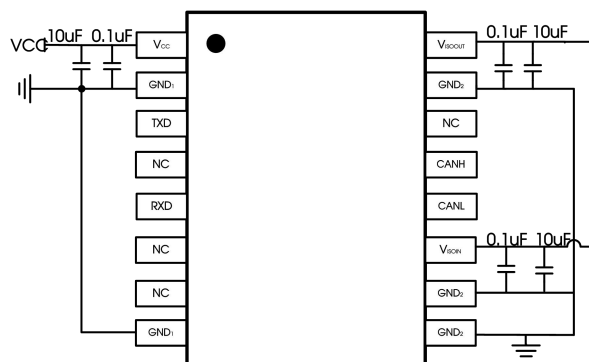 10uF 0.1uF
VCC
VCC
GND1
TXD
NC
RXD
NC
NC
GND1
0.1uF 10uF
VISOOUT
GND2
NC
CANH
CANL
0.1uF 10uF
VISOIN
GND2
GND2